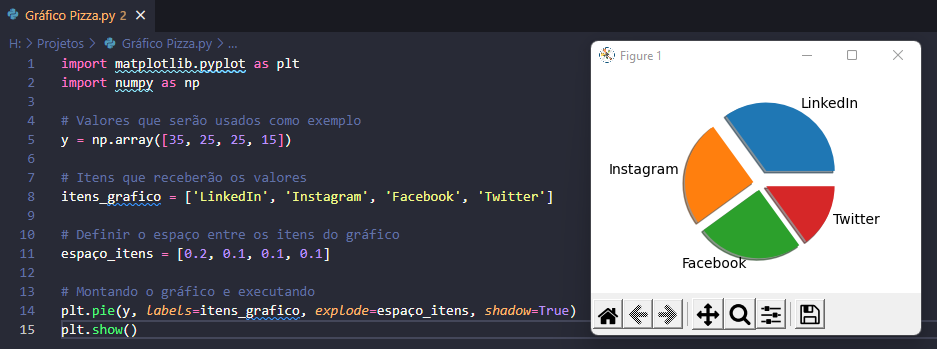 Gráfico Pizza.py 2 ×
H: > Projetos > Gráfico Pizza.py > ...
1 import matplotlib.pyplot as plt
2 import numpy as np
3
4 # Valores que serão usados como exemplo
5 y = np.array([35, 25, 25, 15])
6
7 # Itens que receberão os valores
8 itens_grafico = ['LinkedIn', 'Instagram', 'Facebook', 'Twitter']
9
10 # Definir o espaço entre os itens do gráfico
11 espaço_itens = [0.2, 0.1, 0.1, 0.1]
12
13 # Montando o gráfico e executando
14 plt.pie(y, labels=itens_grafico, explode=espaço_itens, shadow=True)
15 plt.show()
Figure 1
LinkedIn
Instagram
Twitter
Facebook